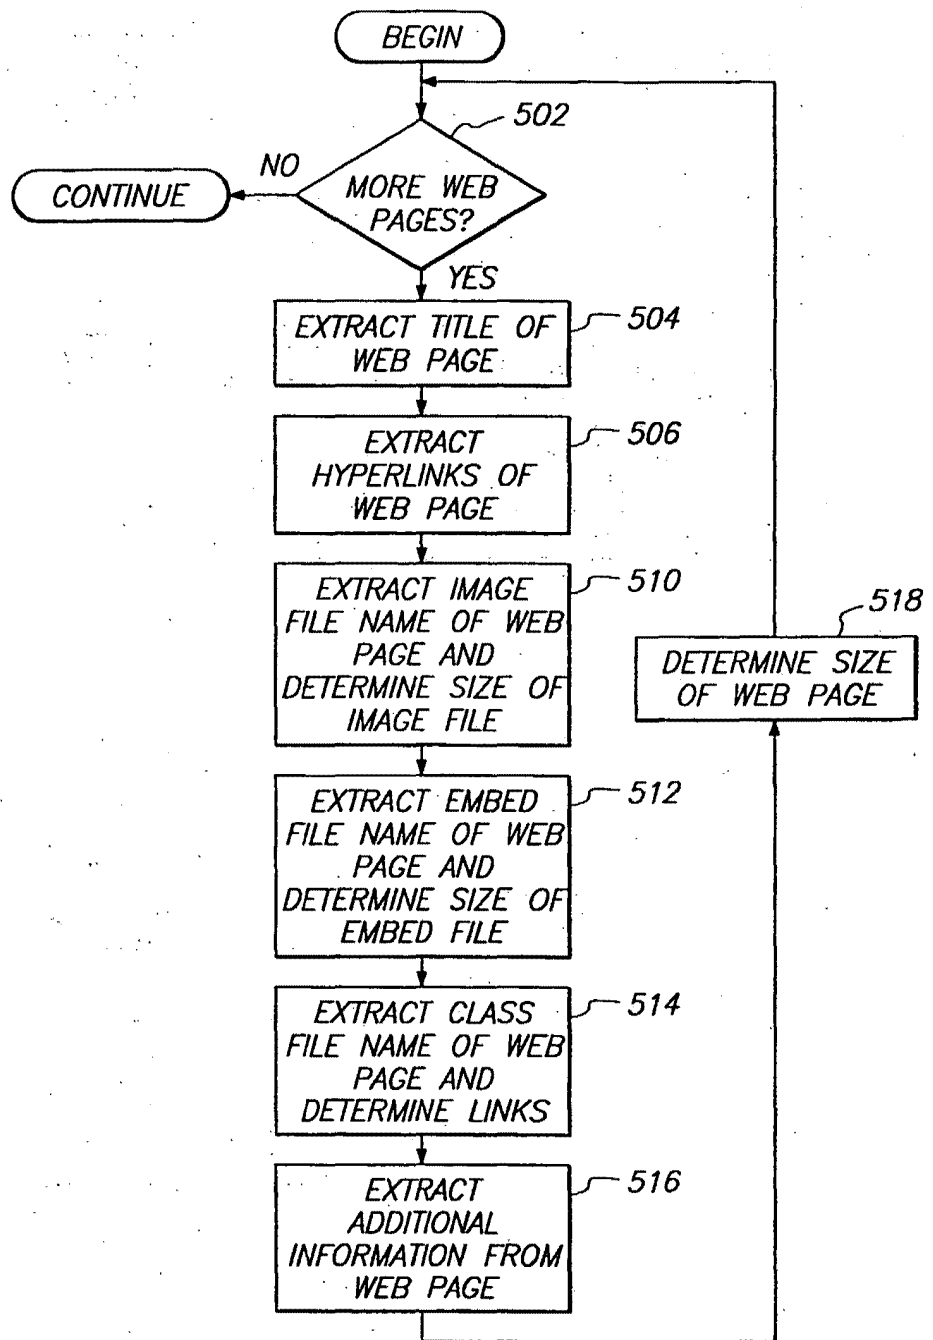 BEGIN
502
NO
CONTINUE
MORE WEB
PAGES?
YES
EXTRACT TITLE OF
WEB PAGE
504
EXTRACT
HYPERLINKS OF
WEB PAGE
506
EXTRACT IMAGE
FILE NAME OF WEB
PAGE AND
DETERMINE SIZE OF
IMAGE FILE
510
518
DETERMINE SIZE
OF WEB PAGE
EXTRACT EMBED
FILE NAME OF WEB
PAGE AND
DETERMINE SIZE OF
EMBED FILE
512
EXTRACT CLASS
FILE NAME OF WEB
PAGE AND
DETERMINE LINKS
514
EXTRACT
ADDITIONAL
INFORMATION FROM
WEB PAGE
516